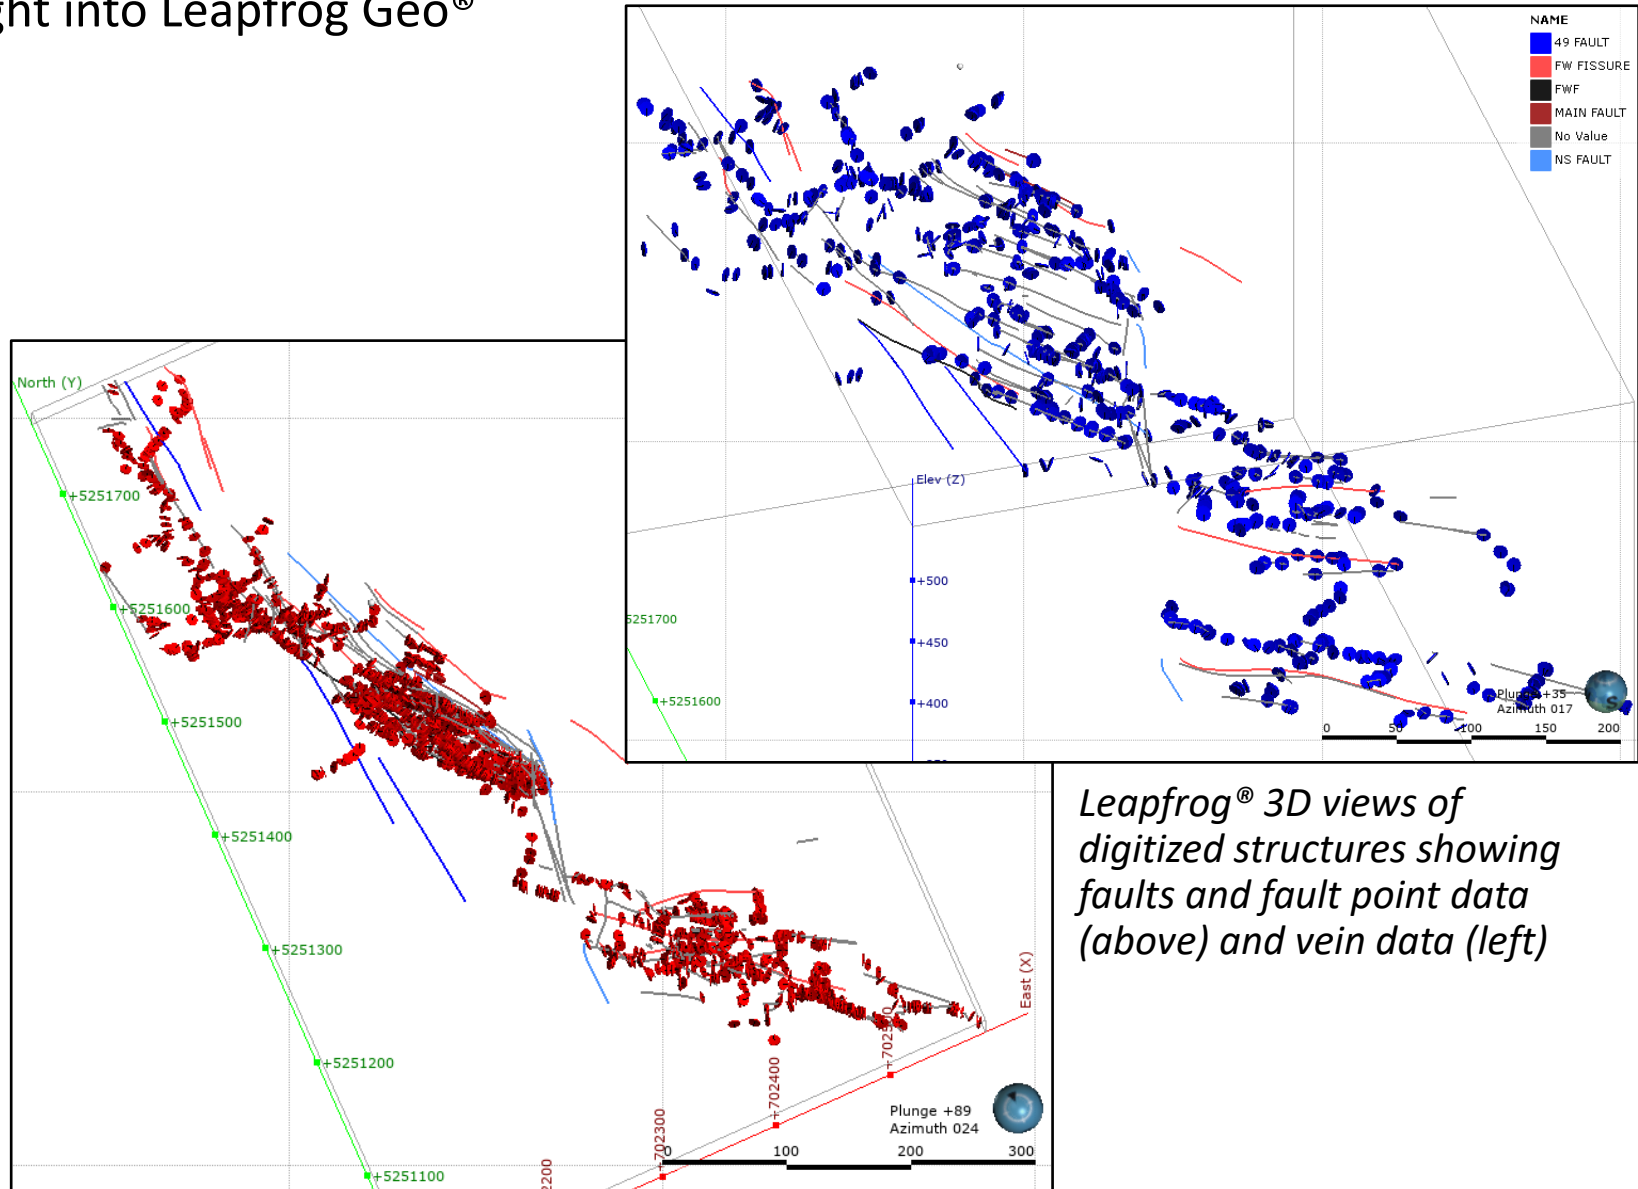 ght into Leapfrog Geo®
NAME
49 FAULT
FW FISSURE
FWF
MAIN FAULT
No Value
NS FAULT
Elev (Z)
+500
+450
+400
5251700
+5251600
Plunge +35
Azimuth 017
0 50 100 150 200
North (Y)
+5251700
+5251600
+5251500
+5251400
+5251300
+5251200
+5251100
East (X)
+702500
+702400
+702300
2200
Plunge +89
Azimuth 024
0 100 200 300
Leapfrog® 3D views of
digitized structures showing
faults and fault point data
(above) and vein data (left)